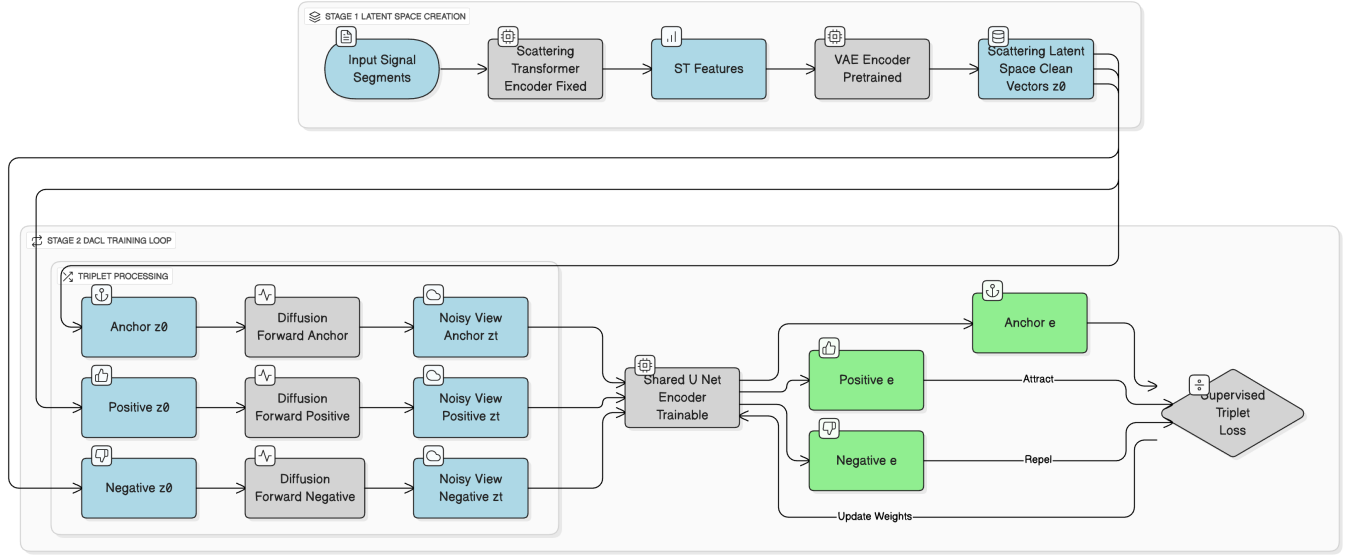 STAGE 1 LATENT SPACE CREATION
Input Signal
Segments
Scattering
Transformer
Encoder Fixed
ST Features
VAE Encoder
Pretrained
Scattering Latent
Space Clean
Vectors z0
STAGE 2 DACL TRAINING LOOP
TRIPLET PROCESSING
Anchor z0
Diffusion
Forward Anchor
Noisy View
Anchor zt
Positive z0
Diffusion
Forward Positive
Noisy View
Positive zt
Negative z0
Diffusion
Forward Negative
Noisy View
Negative zt
Shared U Net
Encoder
Trainable
Anchor e
Positive e
Negative e
Attract
Repel
Update Weights
Supervised
Triplet
Loss